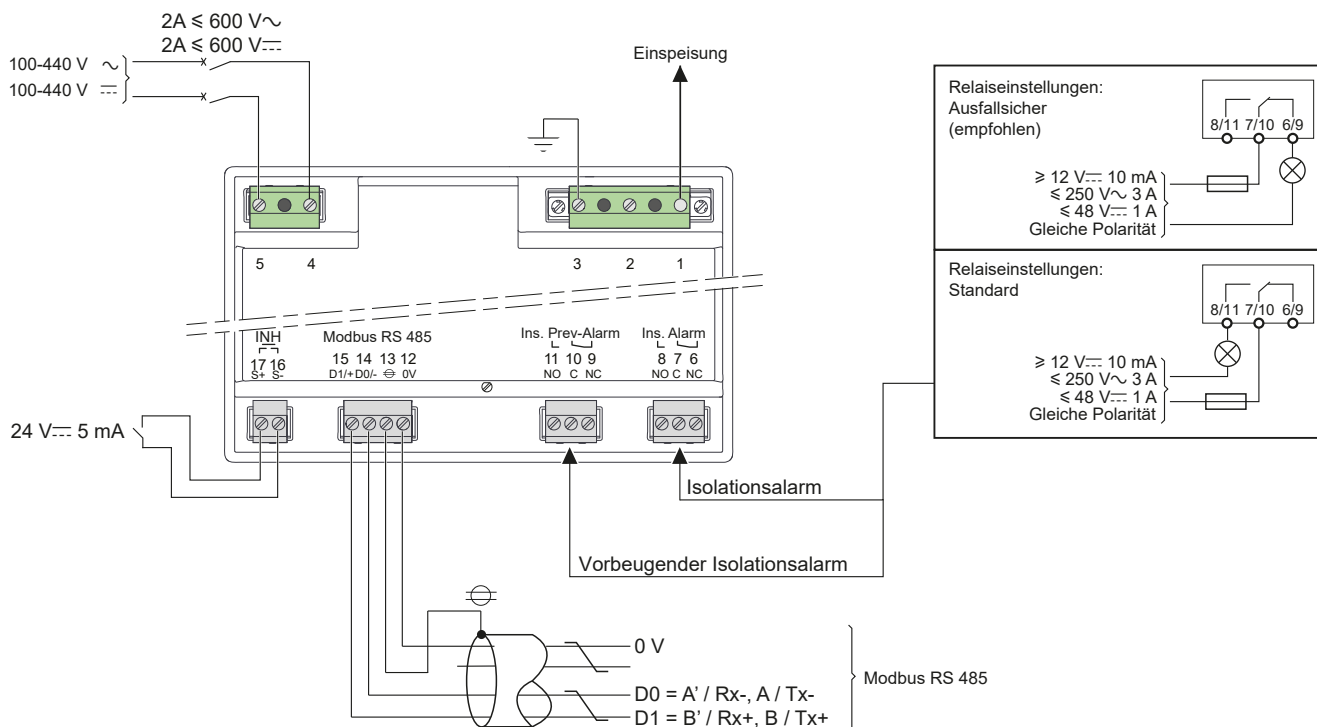 2A ≤ 600 V∼
2A ≤ 600 V⎓
100-440 V ∼
100-440 V ⎓
Einspeisung
5 4
3 2 1
INH
17 16
S+ S-
Modbus RS 485
15 14 13 12
D1/+ D0/- 0V
Ins. Prev-Alarm
11 10 9
NO C NC
Ins. Alarm
8 7 6
NO C NC
24 V⎓ 5 mA
Isolationsalarm
Vorbeugender Isolationsalarm
0 V
D0 = A’ / Rx-, A / Tx-
D1 = B’ / Rx+, B / Tx+
Modbus RS 485
Relaiseinstellungen:
Ausfallsicher
(empfohlen)
8/11 7/10 6/9
≥ 12 V⎓ 10 mA
≤ 250 V∼ 3 A
≤ 48 V⎓ 1 A
Gleiche Polarität
Relaiseinstellungen:
Standard
8/11 7/10 6/9
≥ 12 V⎓ 10 mA
≤ 250 V∼ 3 A
≤ 48 V⎓ 1 A
Gleiche Polarität